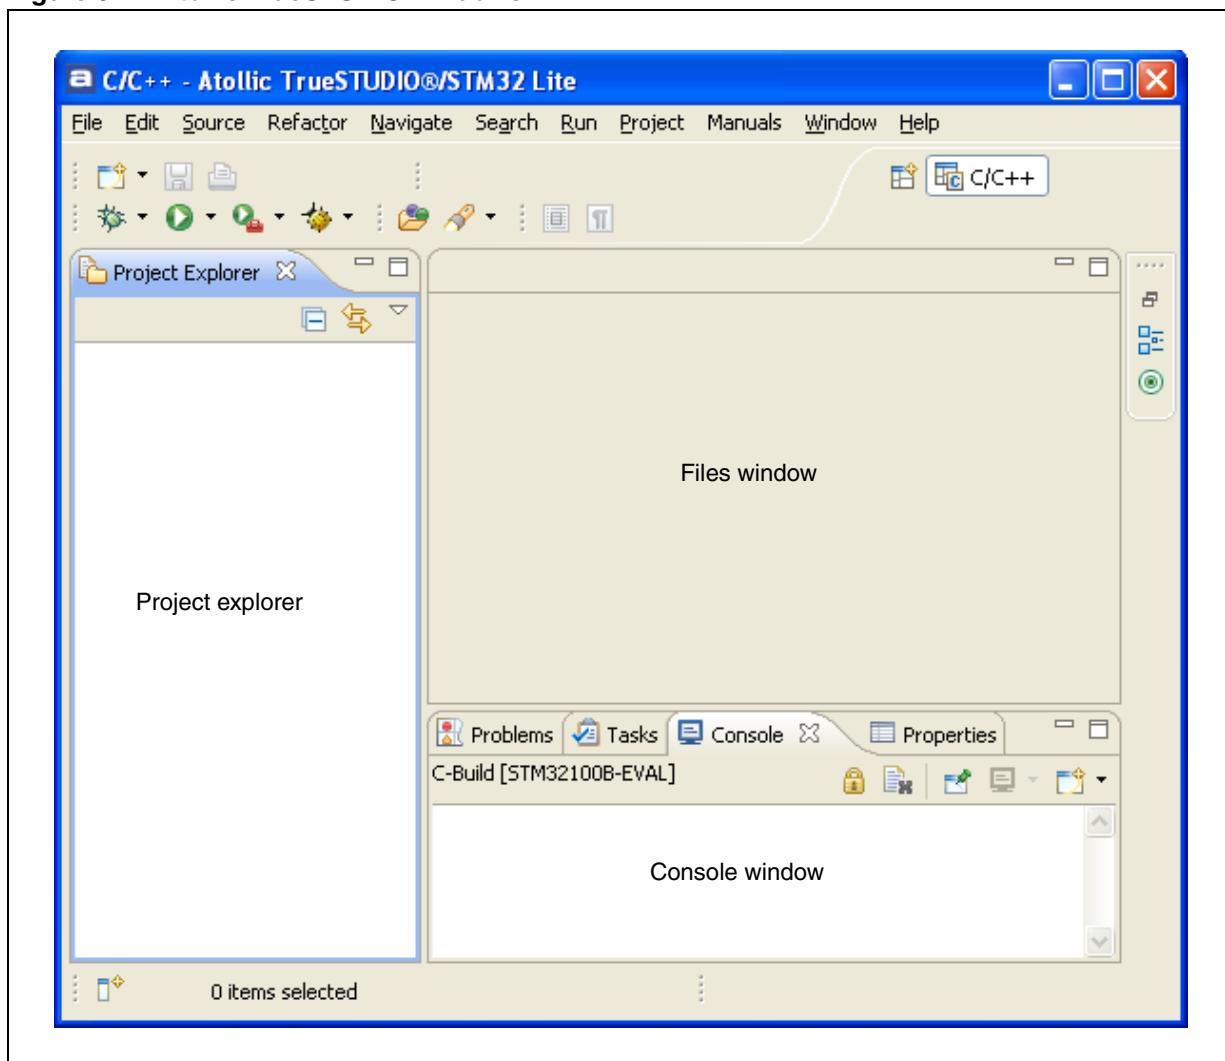 C/C++ - Atollic TrueSTUDIO®/STM32 Lite
File Edit Source Refactor Navigate Search Run Project Manuals Window Help
C/C++
Project Explorer
Files window
Project explorer
Problems Tasks Console Properties
C-Build [STM32100B-EVAL]
Console window
0 items selected